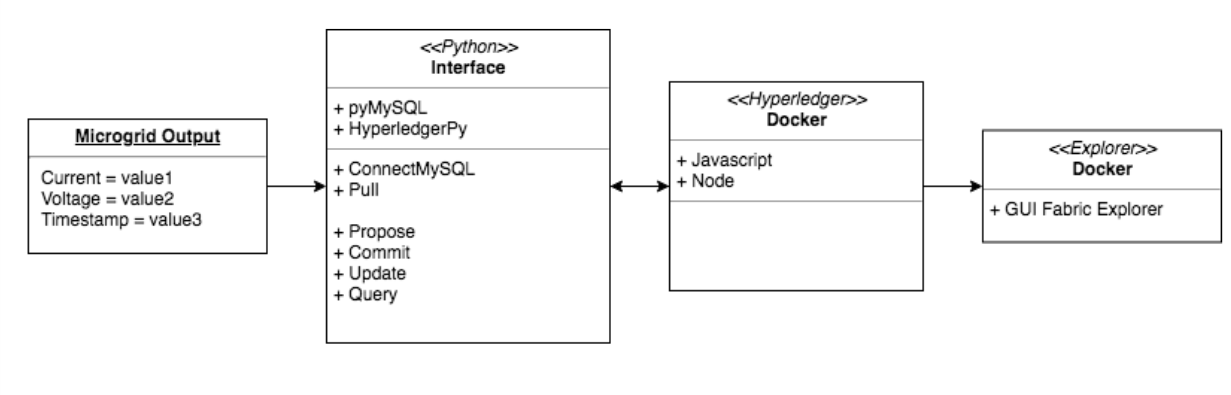 Microgrid Output
Current = value1
Voltage = value2
Timestamp = value3
<<Python>>
Interface
+ pyMySQL
+ HyperledgerPy
+ ConnectMySQL
+ Pull
+ Propose
+ Commit
+ Update
+ Query
<<Hyperledger>>
Docker
+ Javascript
+ Node
<<Explorer>>
Docker
+ GUI Fabric Explorer